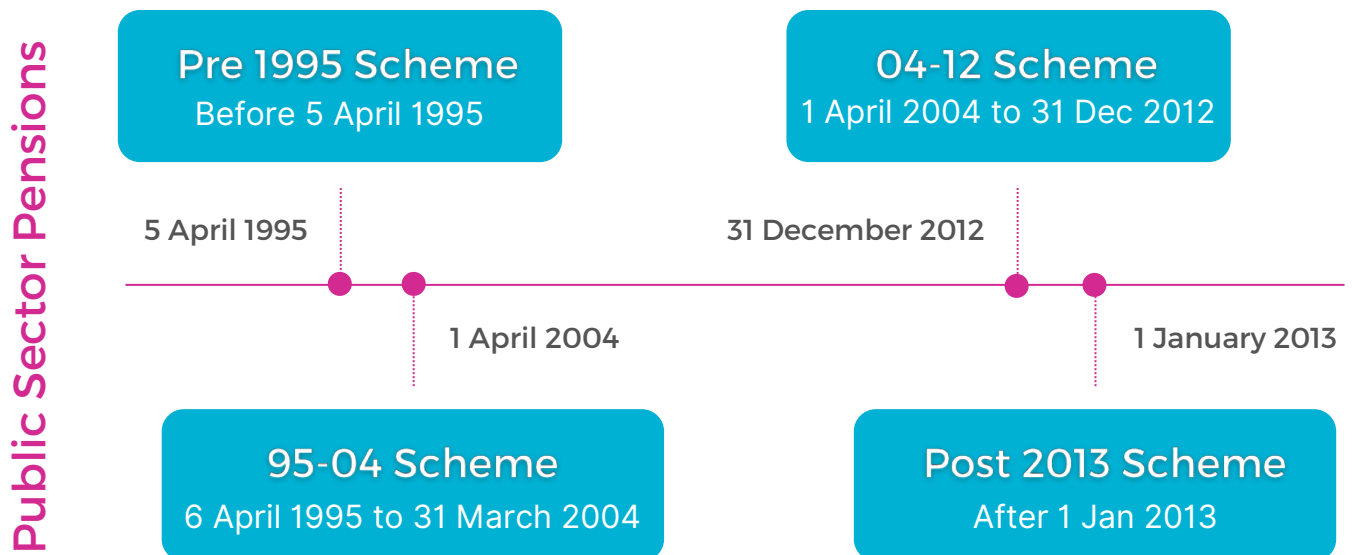 Public Sector Pensions
Pre 1995 Scheme
Before 5 April 1995
04-12 Scheme
1 April 2004 to 31 Dec 2012
5 April 1995
31 December 2012
1 April 2004
1 January 2013
95-04 Scheme
6 April 1995 to 31 March 2004
Post 2013 Scheme
After 1 Jan 2013